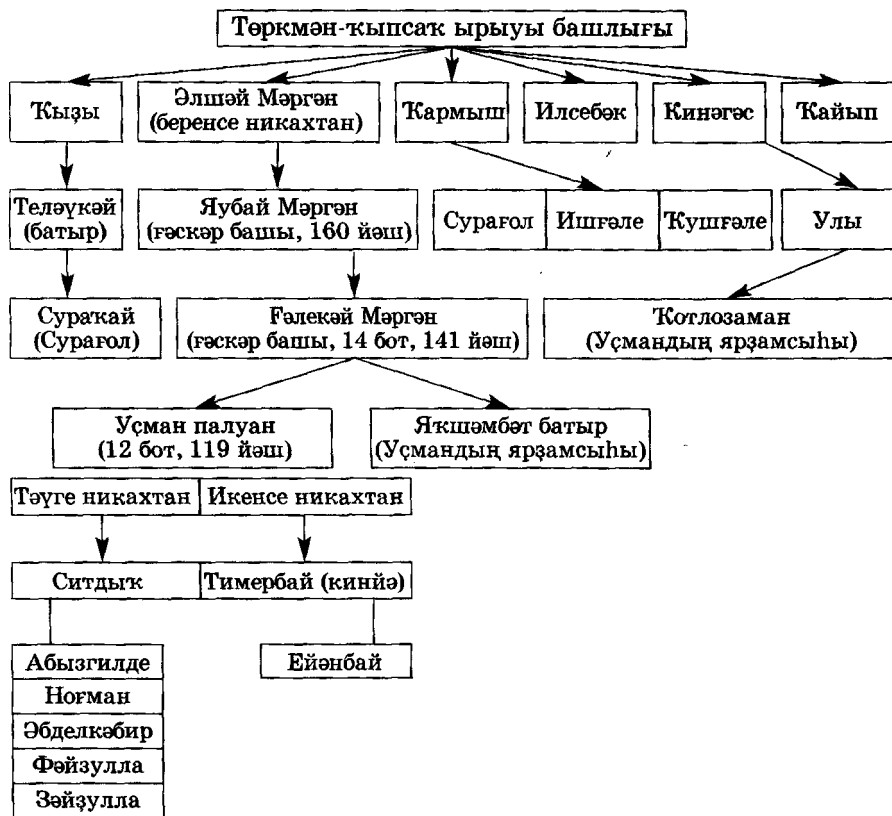 Төркмән-ҡыпсаҡ ырыуы башлығы
Ҡыҙы
Әлшәй Мәргән
(беренсе никахтан)
Ҡармыш
Илсебәк
Кинәгәс
Ҡайып
Теләүкәй
(батыр)
Яубай Мәргән
(ғәскәр башы, 160 йәш)
Сурағол
Ишғәле
Ҡушғәле
Улы
Сураҡай
(Сурағол)
Ғәлекәй Мәргән
(ғәскәр башы, 14 бот, 141 йәш)
Ҡотлозаман
(Уҫмандың ярҙамсыһы)
Уҫман палуан
(12 бот, 119 йәш)
Яҡшәмбәт батыр
(Уҫмандың ярҙамсыһы)
Тәүге никахтан
Икенсе никахтан
Ситдыҡ
Тимербай (кинйә)
Абызгилде
Ейәнбай
Ноғман
Әбделкәбир
Фәйзулла
Зәйҙулла